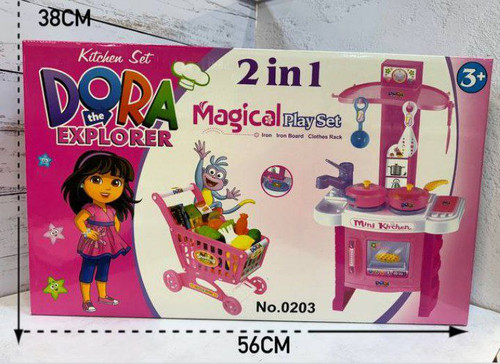 38CM
Kitchen Set
DORA
the
EXPLORER
2 in 1
Magical Play Set
Iron Iron Board Clothes Rack
3+
Mini Kitchen
No.0203
56CM